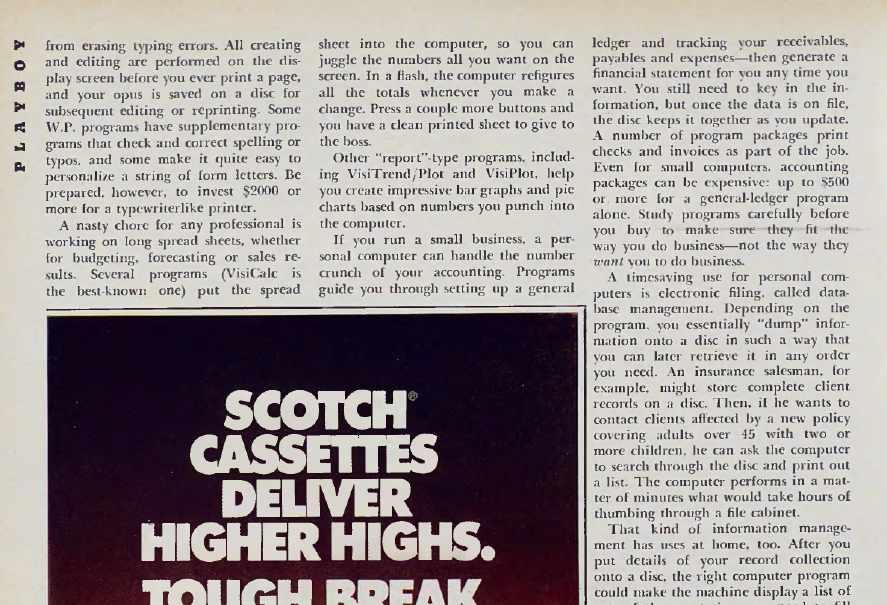 PLAYBOY
from erasing typing errors. All creating
and editing are performed on the dis-
play screen before you ever print a page,
and your opus is saved on a disc for
subsequent editing or reprinting. Some
W.P. programs have supplementary pro-
grams that check and correct spelling or
typos, and some make it quite easy to
personalize a string of form letters. Be
prepared, however, to invest $2000 or
more for a typewriterlike printer.
A nasty chore for any professional is
working on long spread sheets, whether
for budgeting, forecasting or sales re-
sults. Several programs (VisiCalc is
the best-known one) put the spread
sheet into the computer, so you can
juggle the numbers all you want on the
screen. In a flash, the computer refigures
all the totals whenever you make a
change. Press a couple more buttons and
you have a clean printed sheet to give to
the boss.
Other "report"-type programs, includ-
ing VisiTrend/Plot and VisiPlot, help
you create impressive bar graphs and pie
charts based on numbers you punch into
the computer.
If you run a small business, a per-
sonal computer can handle the number
crunch of your accounting. Programs
guide you through setting up a general
ledger and tracking your receivables,
payables and expenses—then generate a
financial statement for you any time you
want. You still need to key in the in-
formation, but once the data is on file,
the disc keeps it together as you update.
A number of program packages print
checks and invoices as part of the job.
Even for small computers, accounting
packages can be expensive: up to $500
or more for a general-ledger program
alone. Study programs carefully before
you buy to make sure they fit the
way you do business—not the way they
want you to do business.
A timesaving use for personal com-
puters is electronic filing, called data-
base management. Depending on the
program, you essentially "dump" infor-
mation onto a disc in such a way that
you can later retrieve it in any order
you need. An insurance salesman, for
example, might store complete client
records on a disc. Then, if he wants to
contact clients affected by a new policy
covering adults over 45 with two or
more children, he can ask the computer
to search through the disc and print out
a list. The computer performs in a mat-
ter of minutes what would take hours of
thumbing through a file cabinet.
That kind of information manage-
ment has uses at home, too. After you
put details of your record collection
onto a disc, the right computer program
could make the machine display a list of
SCOTCH®
CASSETTES
DELIVER
HIGHER HIGHS.
TOUGH BREAK